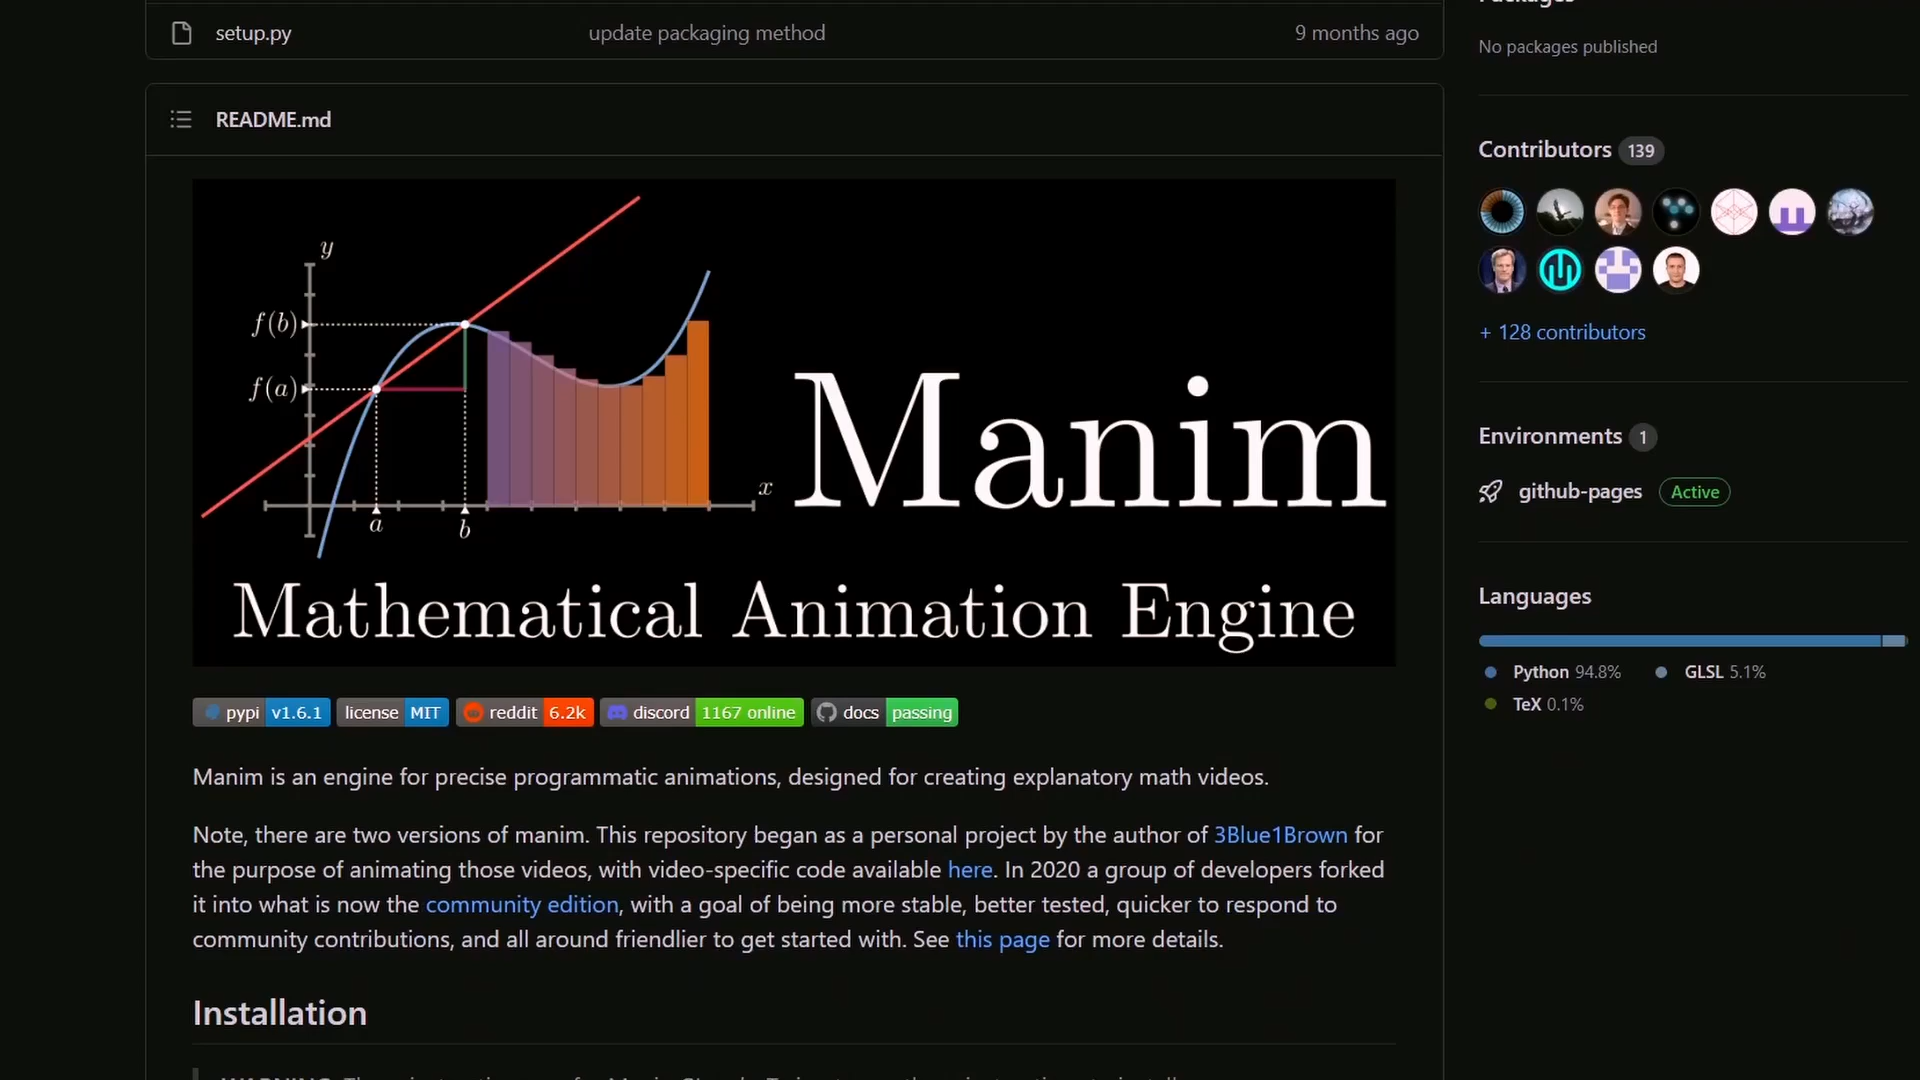 setup.py update packaging method 9 months ago
README.md
y
f(b)
f(a)
x
a
b
Manim
Mathematical Animation Engine
pypi v1.6.1 license MIT reddit 6.2k discord 1167 online docs passing
Manim is an engine for precise programmatic animations, designed for creating explanatory math videos.
Note, there are two versions of manim. This repository began as a personal project by the author of 3Blue1Brown for
the purpose of animating those videos, with video-specific code available here. In 2020 a group of developers forked
it into what is now the community edition, with a goal of being more stable, better tested, quicker to respond to
community contributions, and all around friendlier to get started with. See this page for more details.
Installation
Packages
No packages published
Contributors 139
+ 128 contributors
Environments 1
github-pages Active
Languages
Python 94.8% GLSL 5.1%
TeX 0.1%